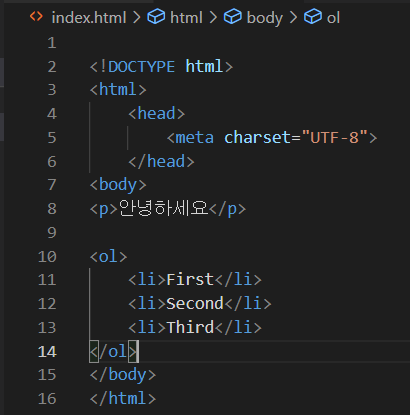 index.html > html > body > ol
1
2 <!DOCTYPE html>
3 <html>
4     <head>
5         <meta charset="UTF-8">
6     </head>
7 <body>
8 <p>안녕하세요</p>
9
10 <ol>
11     <li>First</li>
12     <li>Second</li>
13     <li>Third</li>
14 </ol>
15 </body>
16 </html>